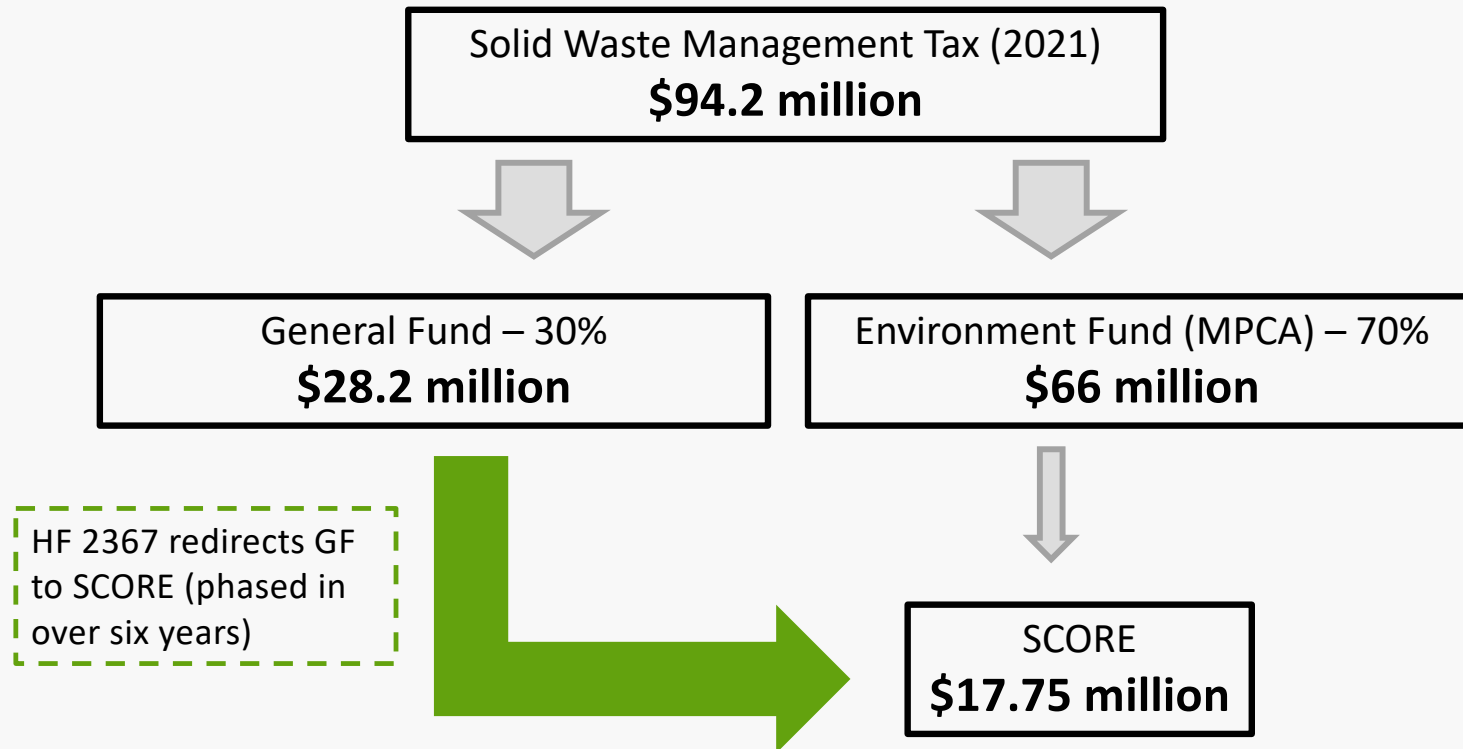 Solid Waste Management Tax (2021)
$94.2 million
General Fund – 30%
$28.2 million
Environment Fund (MPCA) – 70%
$66 million
HF 2367 redirects GF
to SCORE (phased in
over six years)
SCORE
$17.75 million